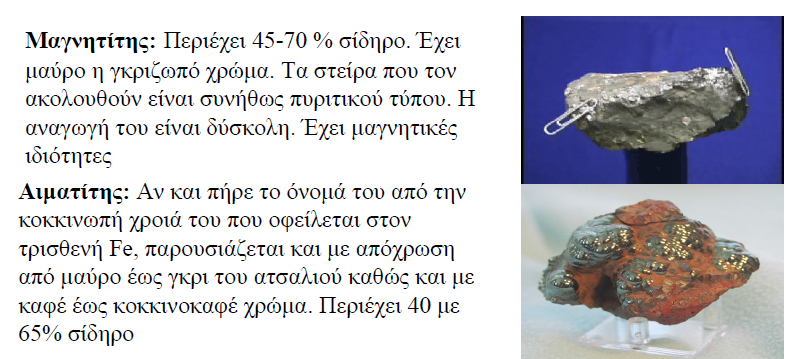 Μαγνητίτης: Περιέχει 45-70 % σίδηρο. Έχει
μαύρο η γκριζωπό χρώμα. Τα στείρα που τον
ακολουθούν είναι συνήθως πυριτικού τύπου. Η
αναγωγή του είναι δύσκολη. Έχει μαγνητικές
ιδιότητες
Αιματίτης: Αν και πήρε το όνομά του από την
κοκκινωπή χροιά του που οφείλεται στον
τρισθενή Fe, παρουσιάζεται και με απόχρωση
από μαύρο έως γκρι του ατσαλιού καθώς και με
καφέ έως κοκκινοκαφέ χρώμα. Περιέχει 40 με
65% σίδηρο